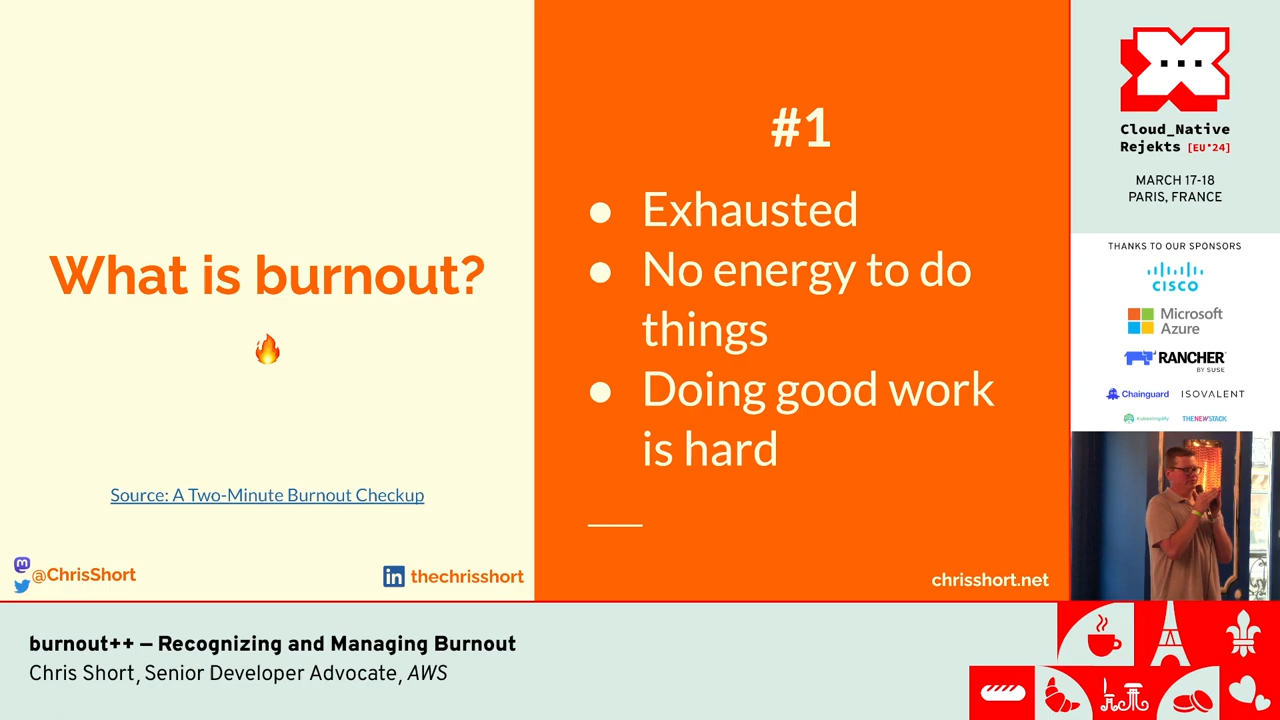 What is burnout?
Source: A Two-Minute Burnout Checkup
@ChrisShort
thechrisshort
#1
● Exhausted
● No energy to do
things
● Doing good work
is hard
chrisshort.net
Cloud_Native
Rejekts [EU'24]
MARCH 17-18
PARIS, FRANCE
THANKS TO OUR SPONSORS
CISCO
Microsoft
Azure
RANCHER
BY SUSE
Chainguard
ISOVALENT
kubesimplify
THENEWSTACK
burnout++ – Recognizing and Managing Burnout
Chris Short, Senior Developer Advocate, AWS